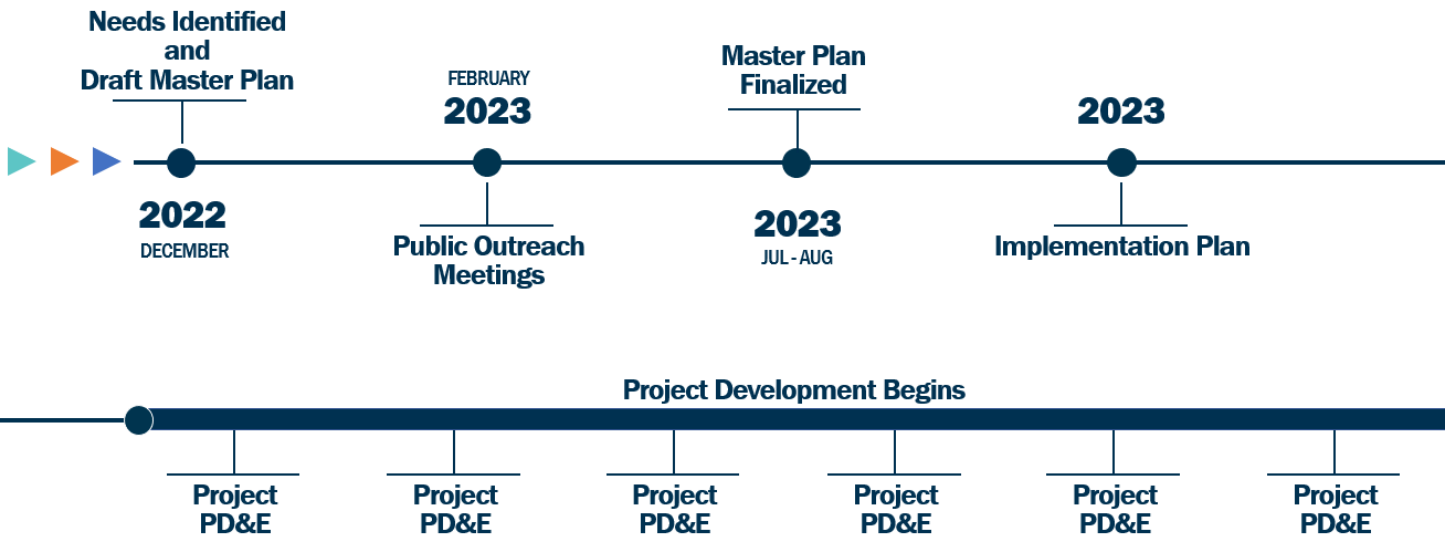 Needs Identified
and
Draft Master Plan
2022
DECEMBER
FEBRUARY
2023
Public Outreach
Meetings
Master Plan
Finalized
2023
JUL - AUG
2023
Implementation Plan
Project Development Begins
Project
PD&E
Project
PD&E
Project
PD&E
Project
PD&E
Project
PD&E
Project
PD&E